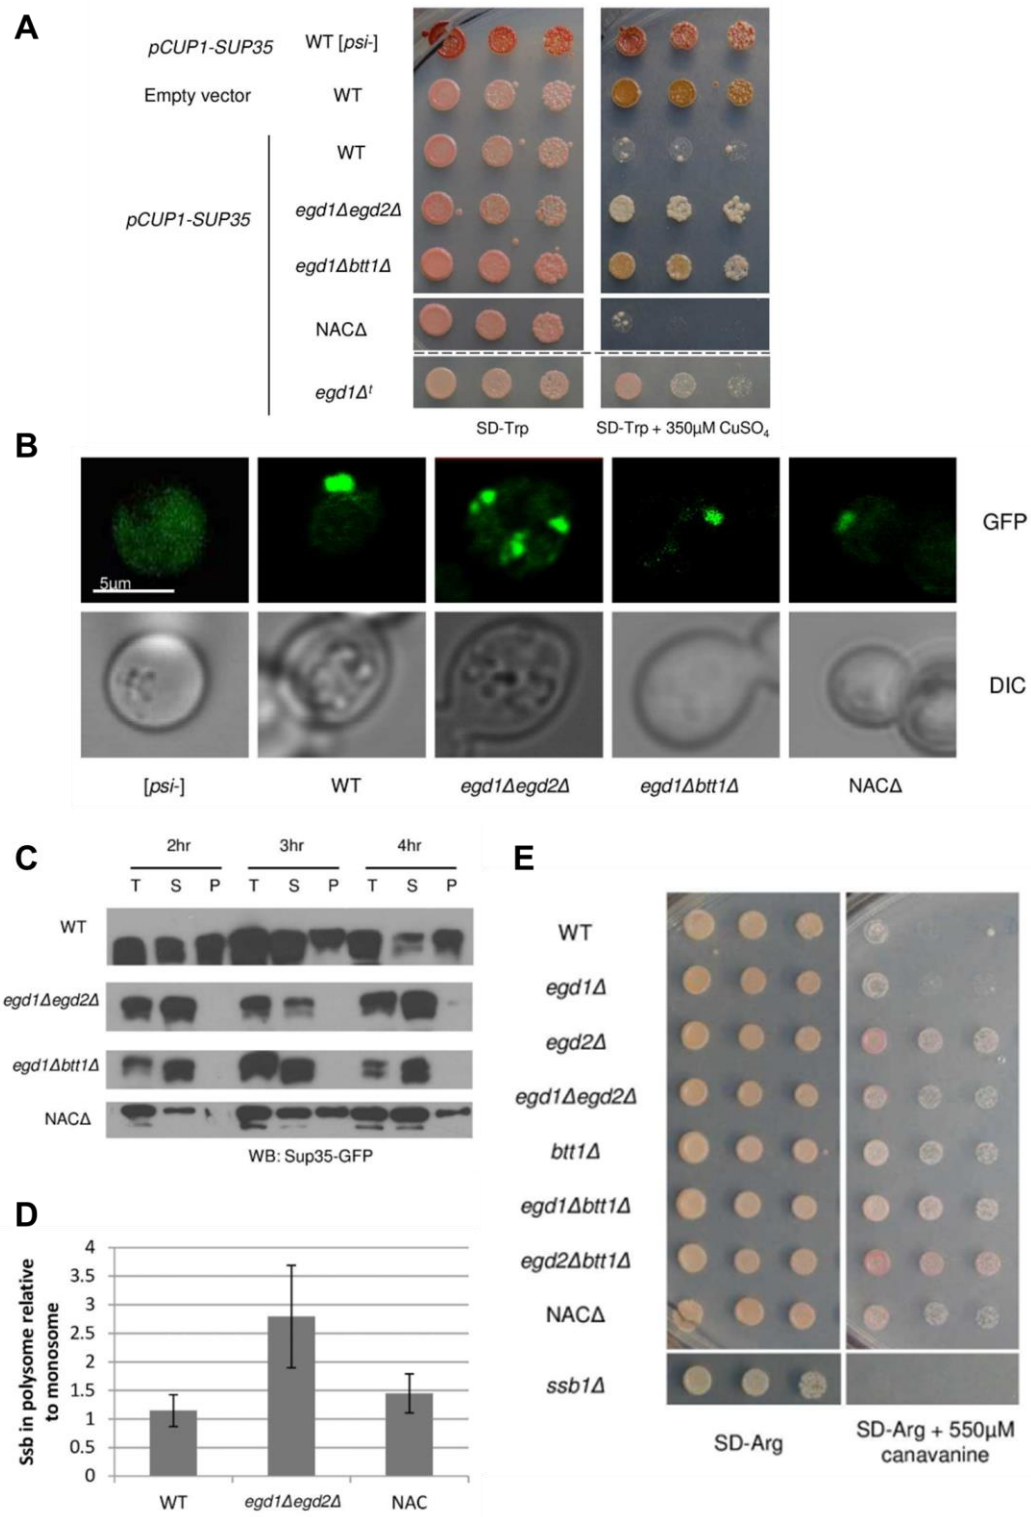 A
pCUP1-SUP35 WT [psi-]
Empty vector WT
WT
egd1Δegd2Δ
pCUP1-SUP35
egd1Δbtt1Δ
NACΔ
egd1Δᵗ
SD-Trp SD-Trp + 350µM CuSO₄
B
GFP
5µm
DIC
[psi-] WT egd1Δegd2Δ egd1Δbtt1Δ NACΔ
C
2hr 3hr 4hr
T S P T S P T S P
WT
egd1Δegd2Δ
egd1Δbtt1Δ
NACΔ
WB: Sup35-GFP
D
Ssb in polysome relative
to monosome
4
3.5
3
2.5
2
1.5
1
0.5
0
WT egd1Δegd2Δ NAC
E
WT
egd1Δ
egd2Δ
egd1Δegd2Δ
btt1Δ
egd1Δbtt1Δ
egd2Δbtt1Δ
NACΔ
ssb1Δ
SD-Arg SD-Arg + 550µM
canavanine